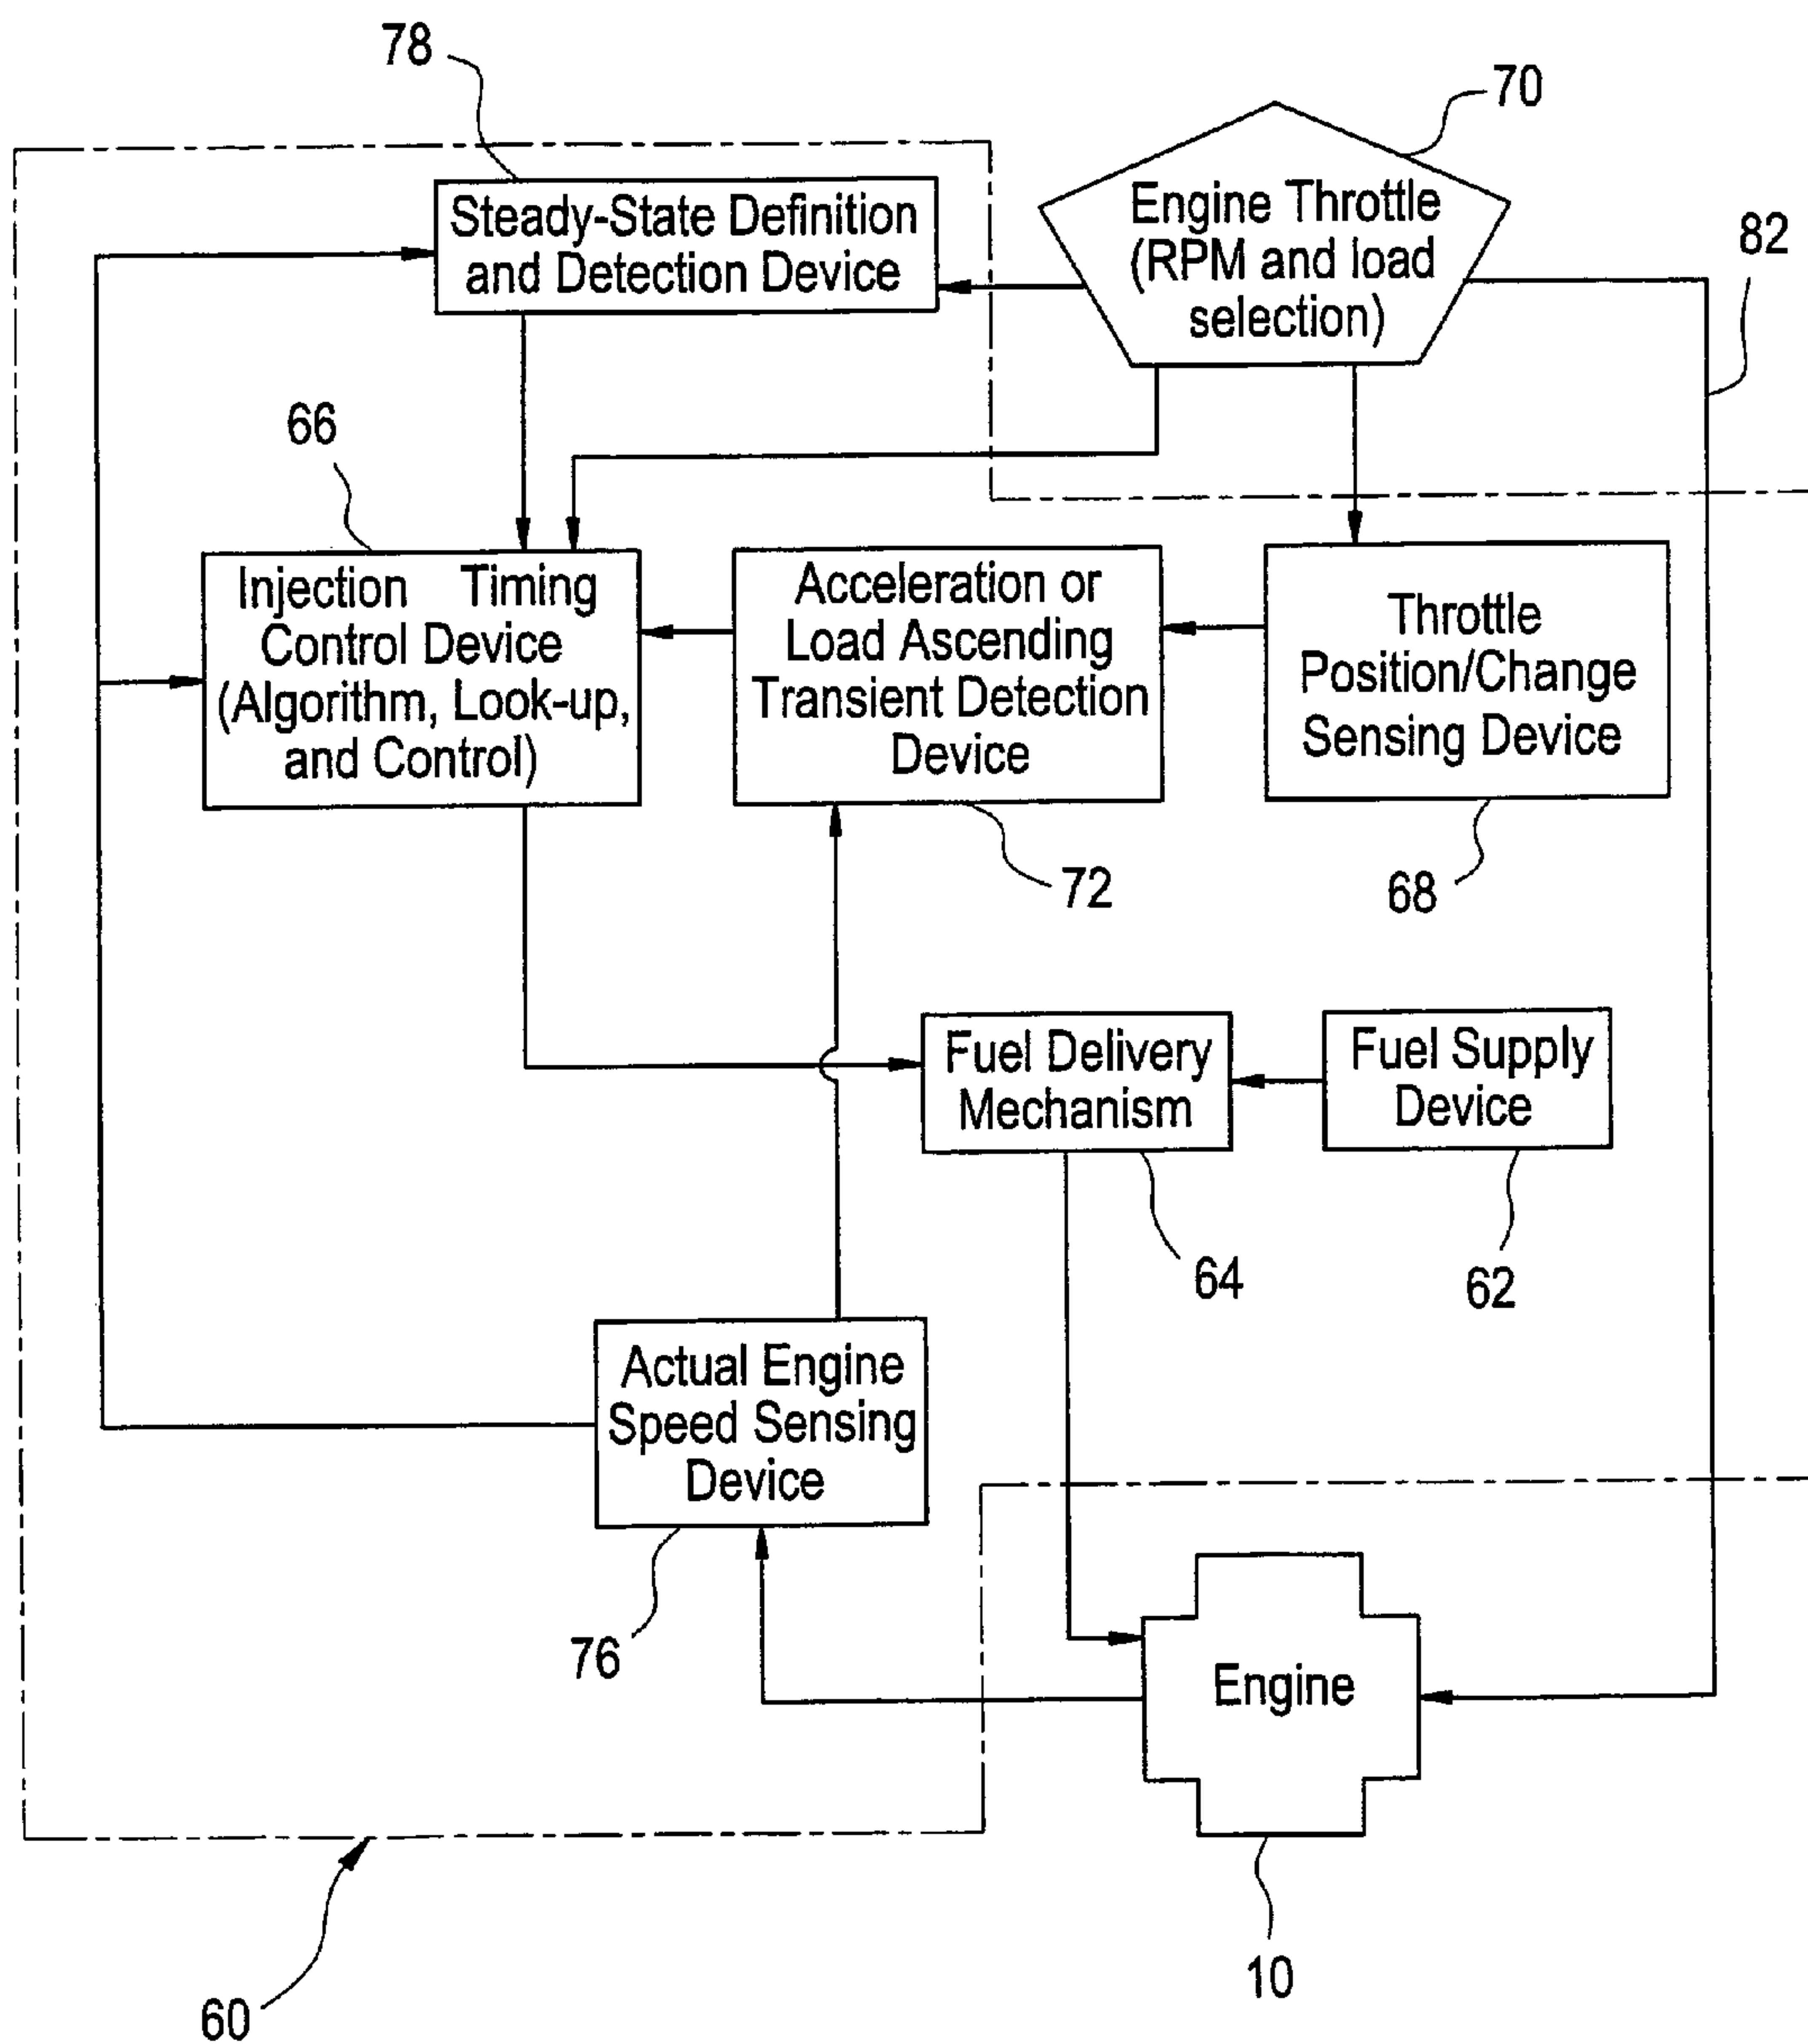 78
70
Steady-State Definition
and Detection Device
Engine Throttle
(RPM and load
selection)
82
66
Injection Timing
Control Device
(Algorithm, Look-up,
and Control)
Acceleration or
Load Ascending
Transient Detection
Device
Throttle
Position/Change
Sensing Device
72
68
Fuel Delivery
Mechanism
Fuel Supply
Device
64
62
Actual Engine
Speed Sensing
Device
76
Engine
10
60